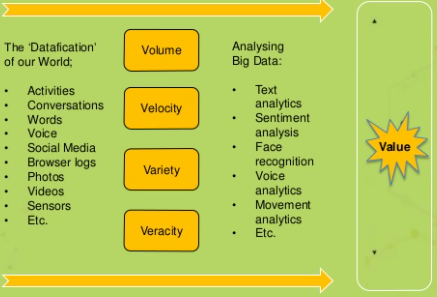 The 'Datafication'
of our World;
• Activities
• Conversations
• Words
• Voice
• Social Media
• Browser logs
• Photos
• Videos
• Sensors
• Etc.
Volume
Velocity
Variety
Veracity
Analysing
Big Data:
• Text
analytics
• Sentiment
analysis
• Face
recognition
• Voice
analytics
• Movement
analytics
• Etc.
Value